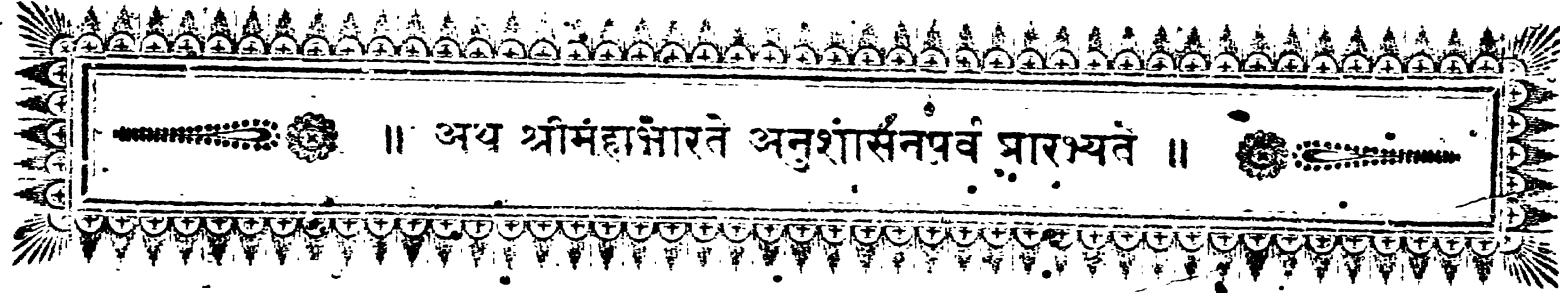 ॥ अथ श्रीमहाभारते अनुशासनपर्व प्रारभ्यते ॥